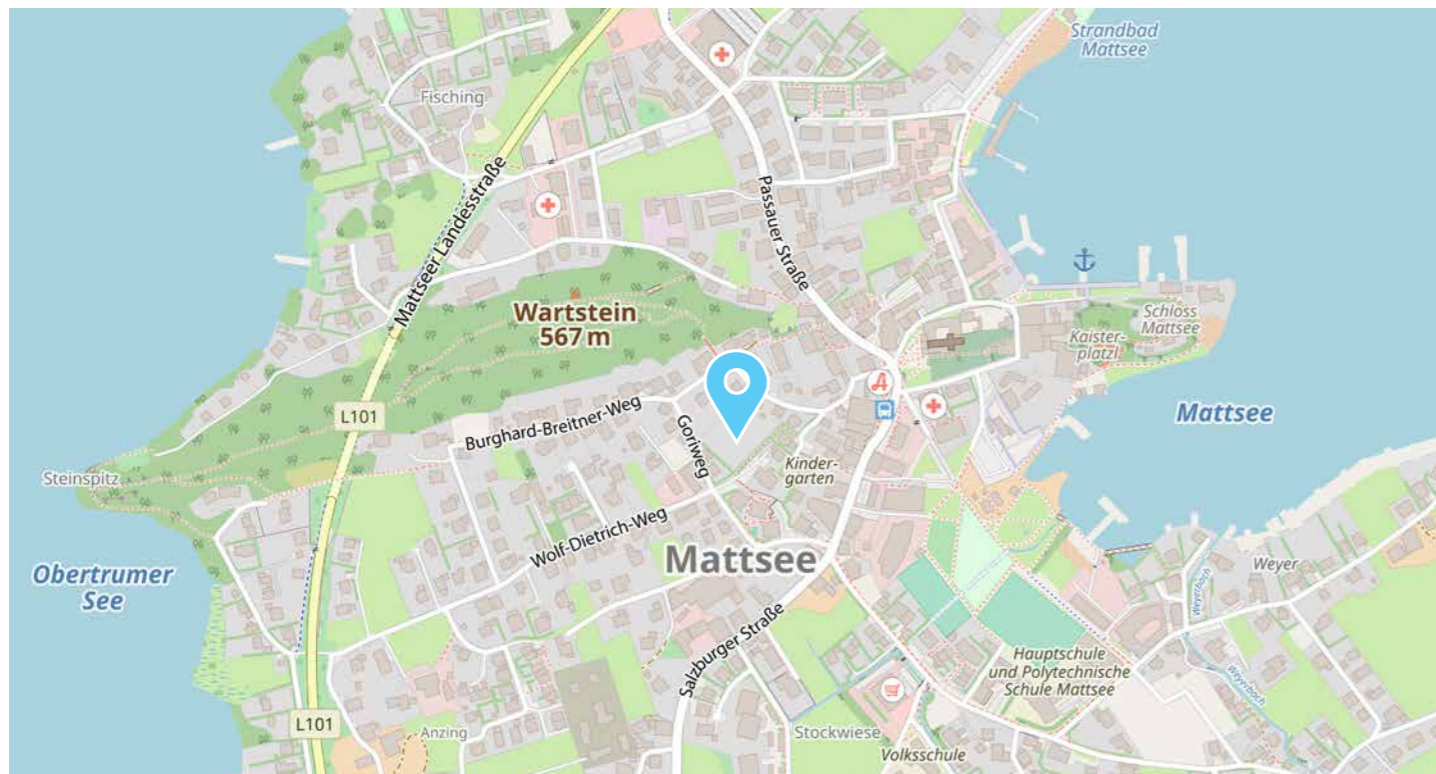 Strandbad
Mattsee
Fisching
Mattseer Landesstraße
Passauer Straße
Wartstein
567 m
Schloss
Mattsee
Kaister-
platzl
L101
Burghard-Breitner-Weg
Goriweg
Mattsee
Kinder-
garten
Steinspitz
Wolf-Dietrich-Weg
Mattsee
Obertrumer
See
Weyer
Weyerbach
Salzburger Straße
Hauptschule
und Polytechnische
Schule Mattsee
Weyerbach
L101
Anzing
Stockwiese
Volksschule